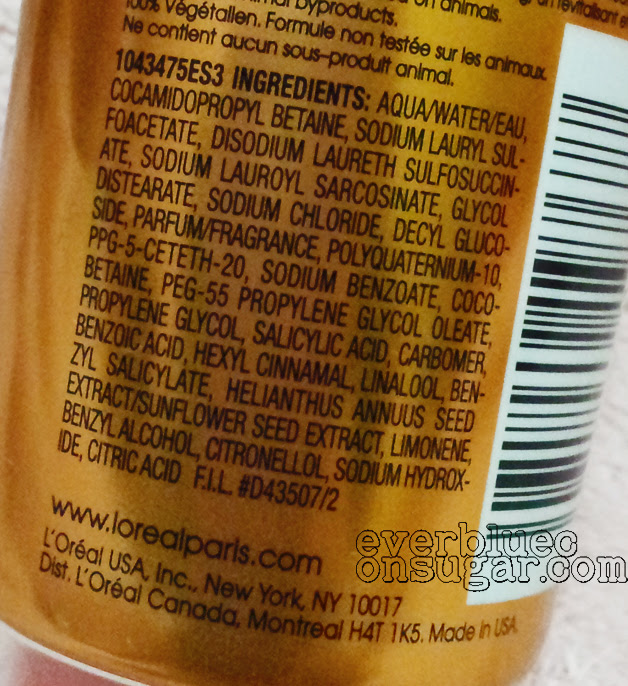 byproducts.
on animals.
100% Végétalien. Formule non testée sur les animaux.
Ne contient aucun sous-produit animal.
1043475ES3 INGREDIENTS: AQUA/WATER/EAU,
COCAMIDOPROPYL BETAINE, SODIUM LAURYL SUL-
FOACETATE, DISODIUM LAURETH SULFOSUCCIN-
ATE, SODIUM LAUROYL SARCOSINATE, GLYCOL
DISTEARATE, SODIUM CHLORIDE, DECYL GLUCO-
SIDE, PARFUM/FRAGRANCE, POLYQUATERNIUM-10,
PPG-5-CETETH-20, SODIUM BENZOATE, COCO-
BETAINE, PEG-55 PROPYLENE GLYCOL OLEATE,
PROPYLENE GLYCOL, SALICYLIC ACID, CARBOMER,
BENZOIC ACID, HEXYL CINNAMAL, LINALOOL, BEN-
ZYL SALICYLATE, HELIANTHUS ANNUUS SEED
EXTRACT/SUNFLOWER SEED EXTRACT, LIMONENE,
BENZYL ALCOHOL, CITRONELLOL, SODIUM HYDROX-
IDE, CITRIC ACID F.I.L. #D43507/2
www.lorealparis.com
L'Oréal USA, Inc., New York, NY 10017
Dist. L'Oréal Canada, Montreal H4T 1K5. Made in USA.
everbluec
onsugar.com